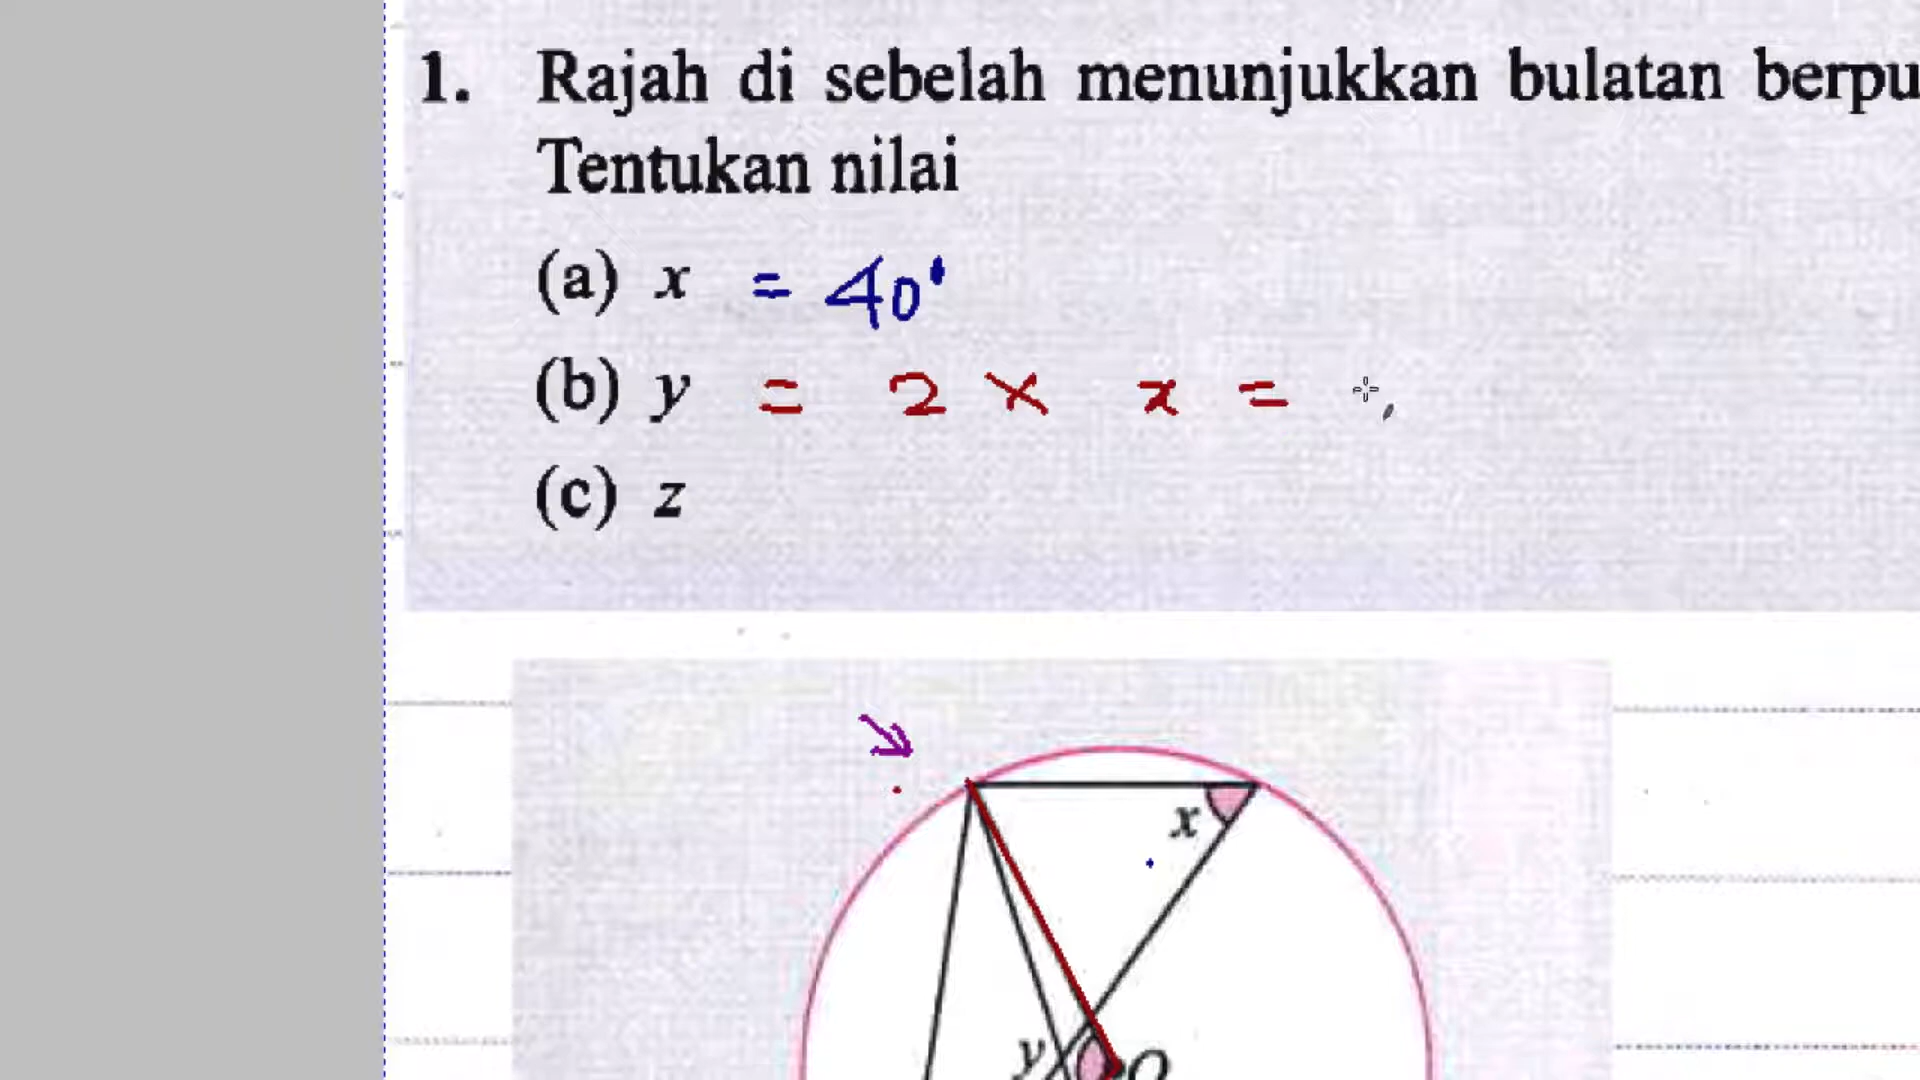 1. Rajah di sebelah menunjukkan bulatan berpu
Tentukan nilai
(a) x = 40°
(b) y = 2 × x =
(c) z
x
y
O